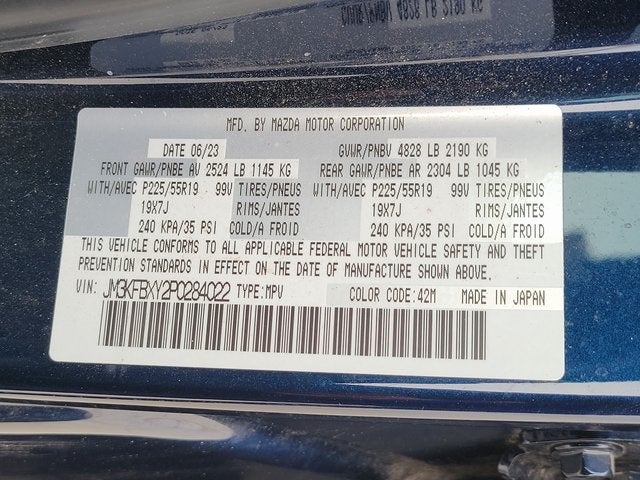 MFD. BY MAZDA MOTOR CORPORATION
DATE 06/23 GVWR/PNBV 4828 LB 2190 KG
FRONT GAWR/PNBE AV 2524 LB 1145 KG REAR GAWR/PNBE AR 2304 LB 1045 KG
WITH/AVEC P225/55R19 99V TIRES/PNEUS WITH/AVEC P225/55R19 99V TIRES/PNEUS
19X7J RIMS/JANTES 19X7J RIMS/JANTES
240 KPA/35 PSI COLD/A FROID 240 KPA/35 PSI COLD/A FROID
THIS VEHICLE CONFORMS TO ALL APPLICABLE FEDERAL MOTOR VEHICLE SAFETY AND THEFT
PREVENTION STANDARDS IN EFFECT ON THE DATE OF MANUFACTURE SHOWN ABOVE.
VIN: JM3KFBXY2P0284022 TYPE:MPV COLOR CODE:42M MADE IN JAPAN